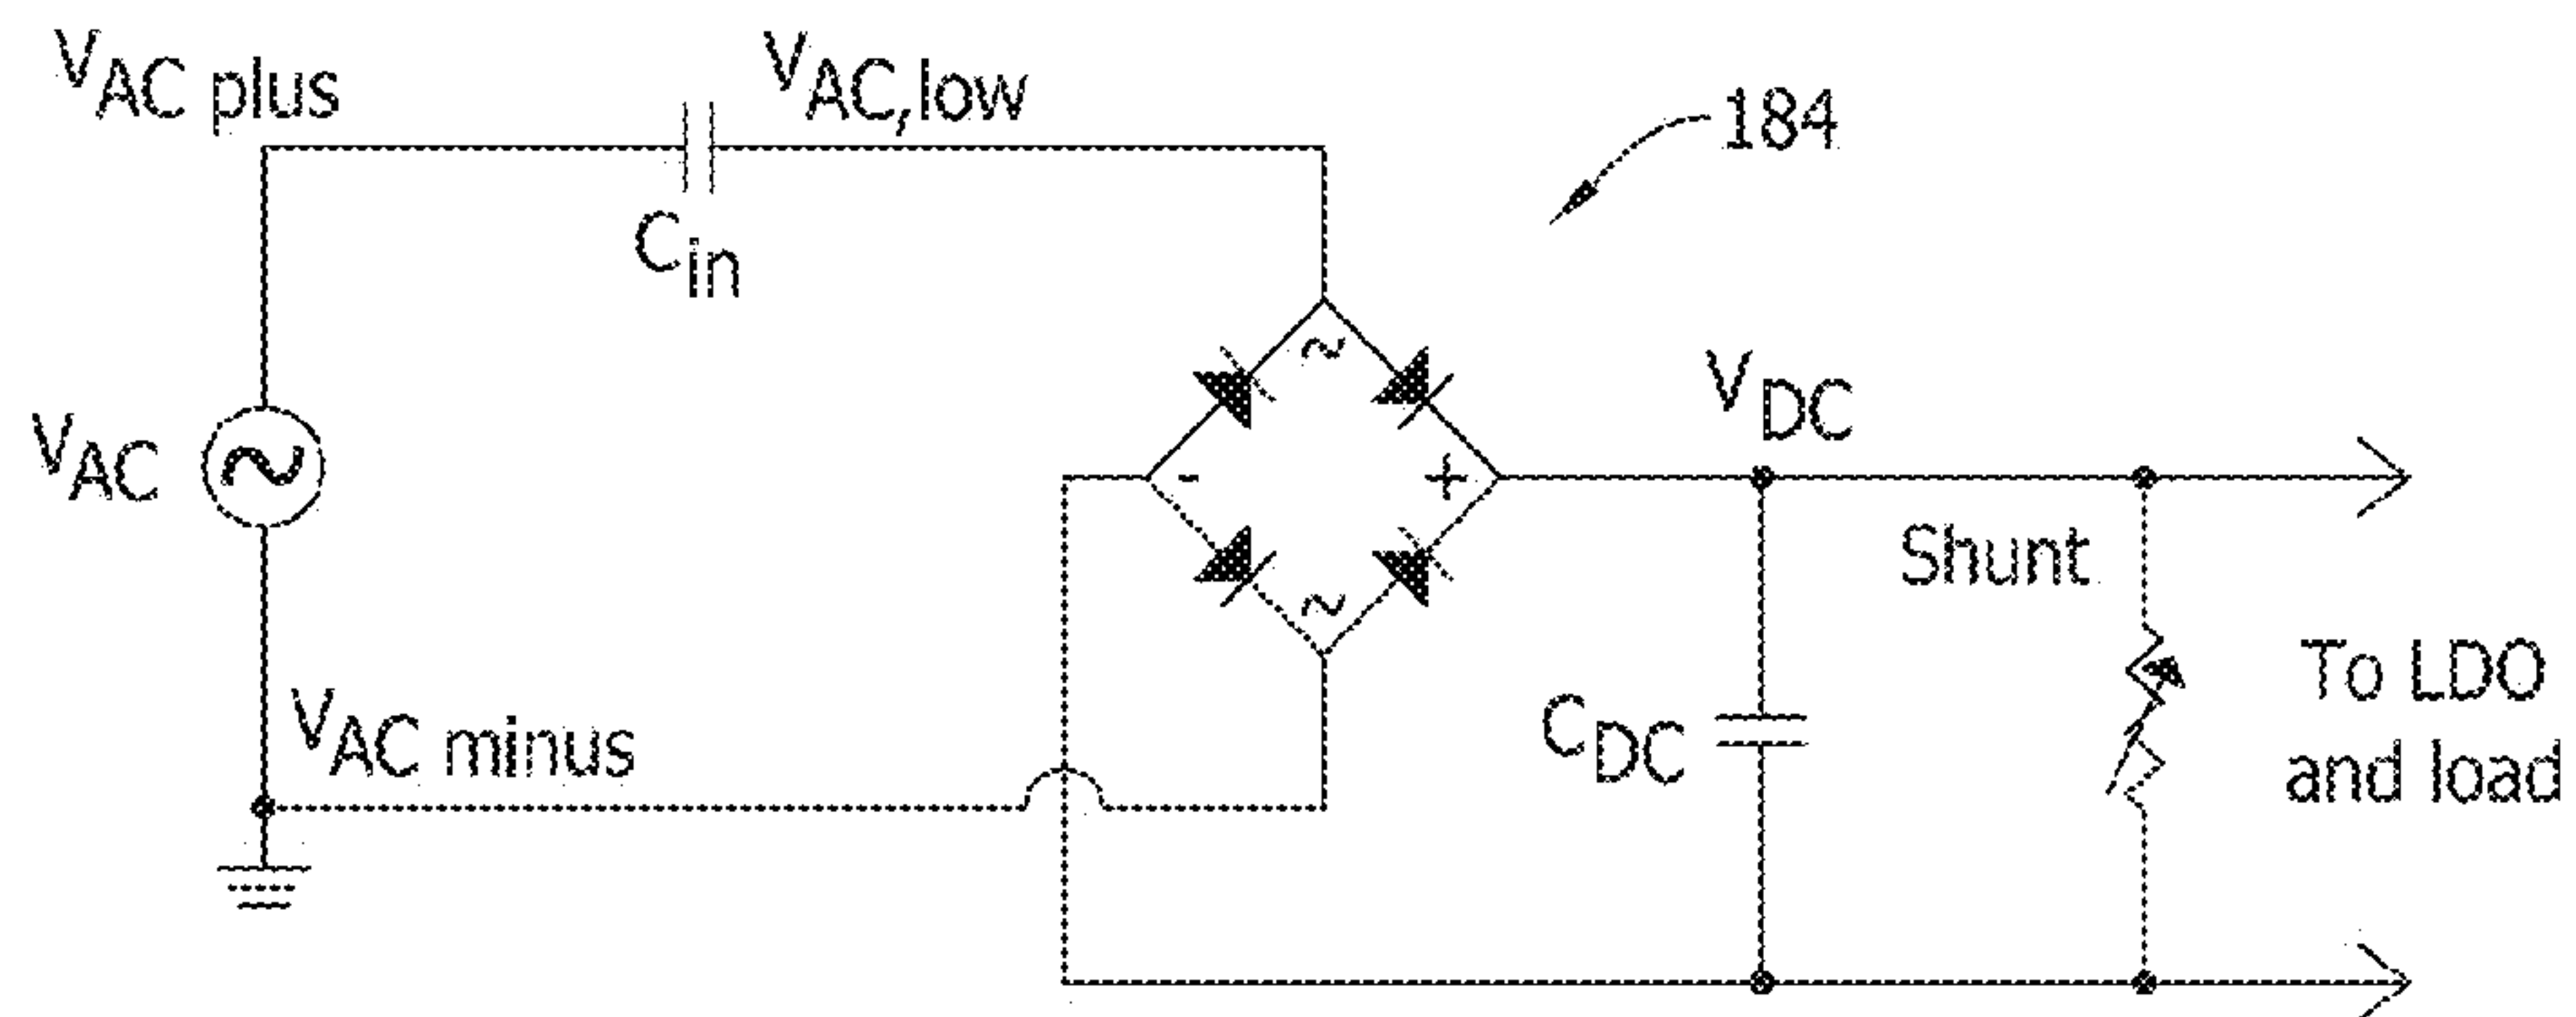 VAC plus
VAC,low
184
Cin
VAC
VDC
-
+
Shunt
VAC minus
CDC
To LDO
and load